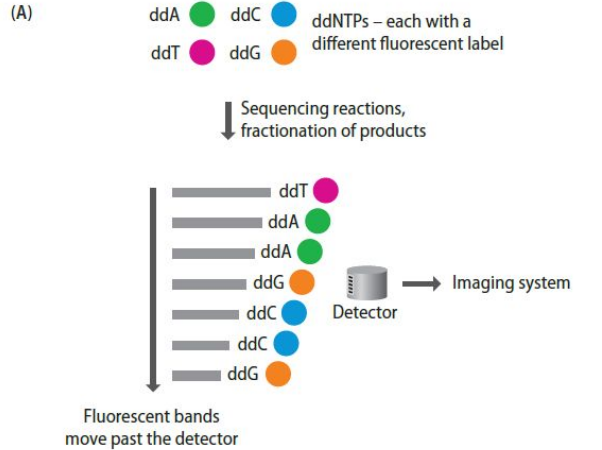 (A)
ddA ddC
ddT ddG
ddNTPs – each with a
different fluorescent label
Sequencing reactions,
fractionation of products
ddT
ddA
ddA
ddG
ddC
ddC
ddG
Detector
Imaging system
Fluorescent bands
move past the detector